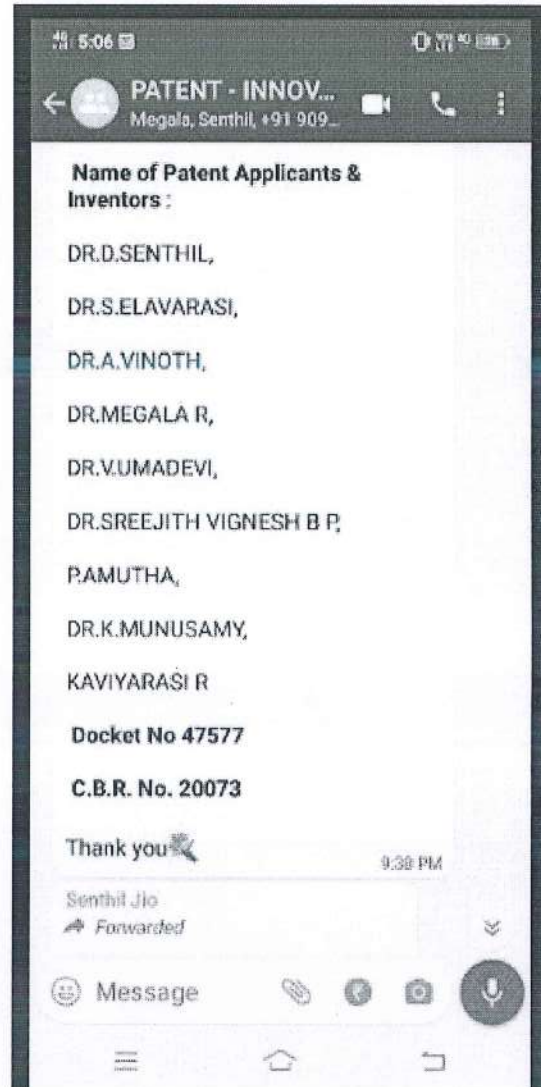 5:06
PATENT - INNOV...
Megala, Senthil, +91 909...
Name of Patent Applicants &
Inventors :
DR.D.SENTHIL,
DR.S.ELAVARASI,
DR.A.VINOTH,
DR.MEGALA R,
DR.V.UMADEVI,
DR.SREEJITH VIGNESH B P,
P.AMUTHA,
DR.K.MUNUSAMY,
KAVIYARASI R
Docket No 47577
C.B.R. No. 20073
Thank you
9:38 PM
Senthil Jio
Forwarded
Message